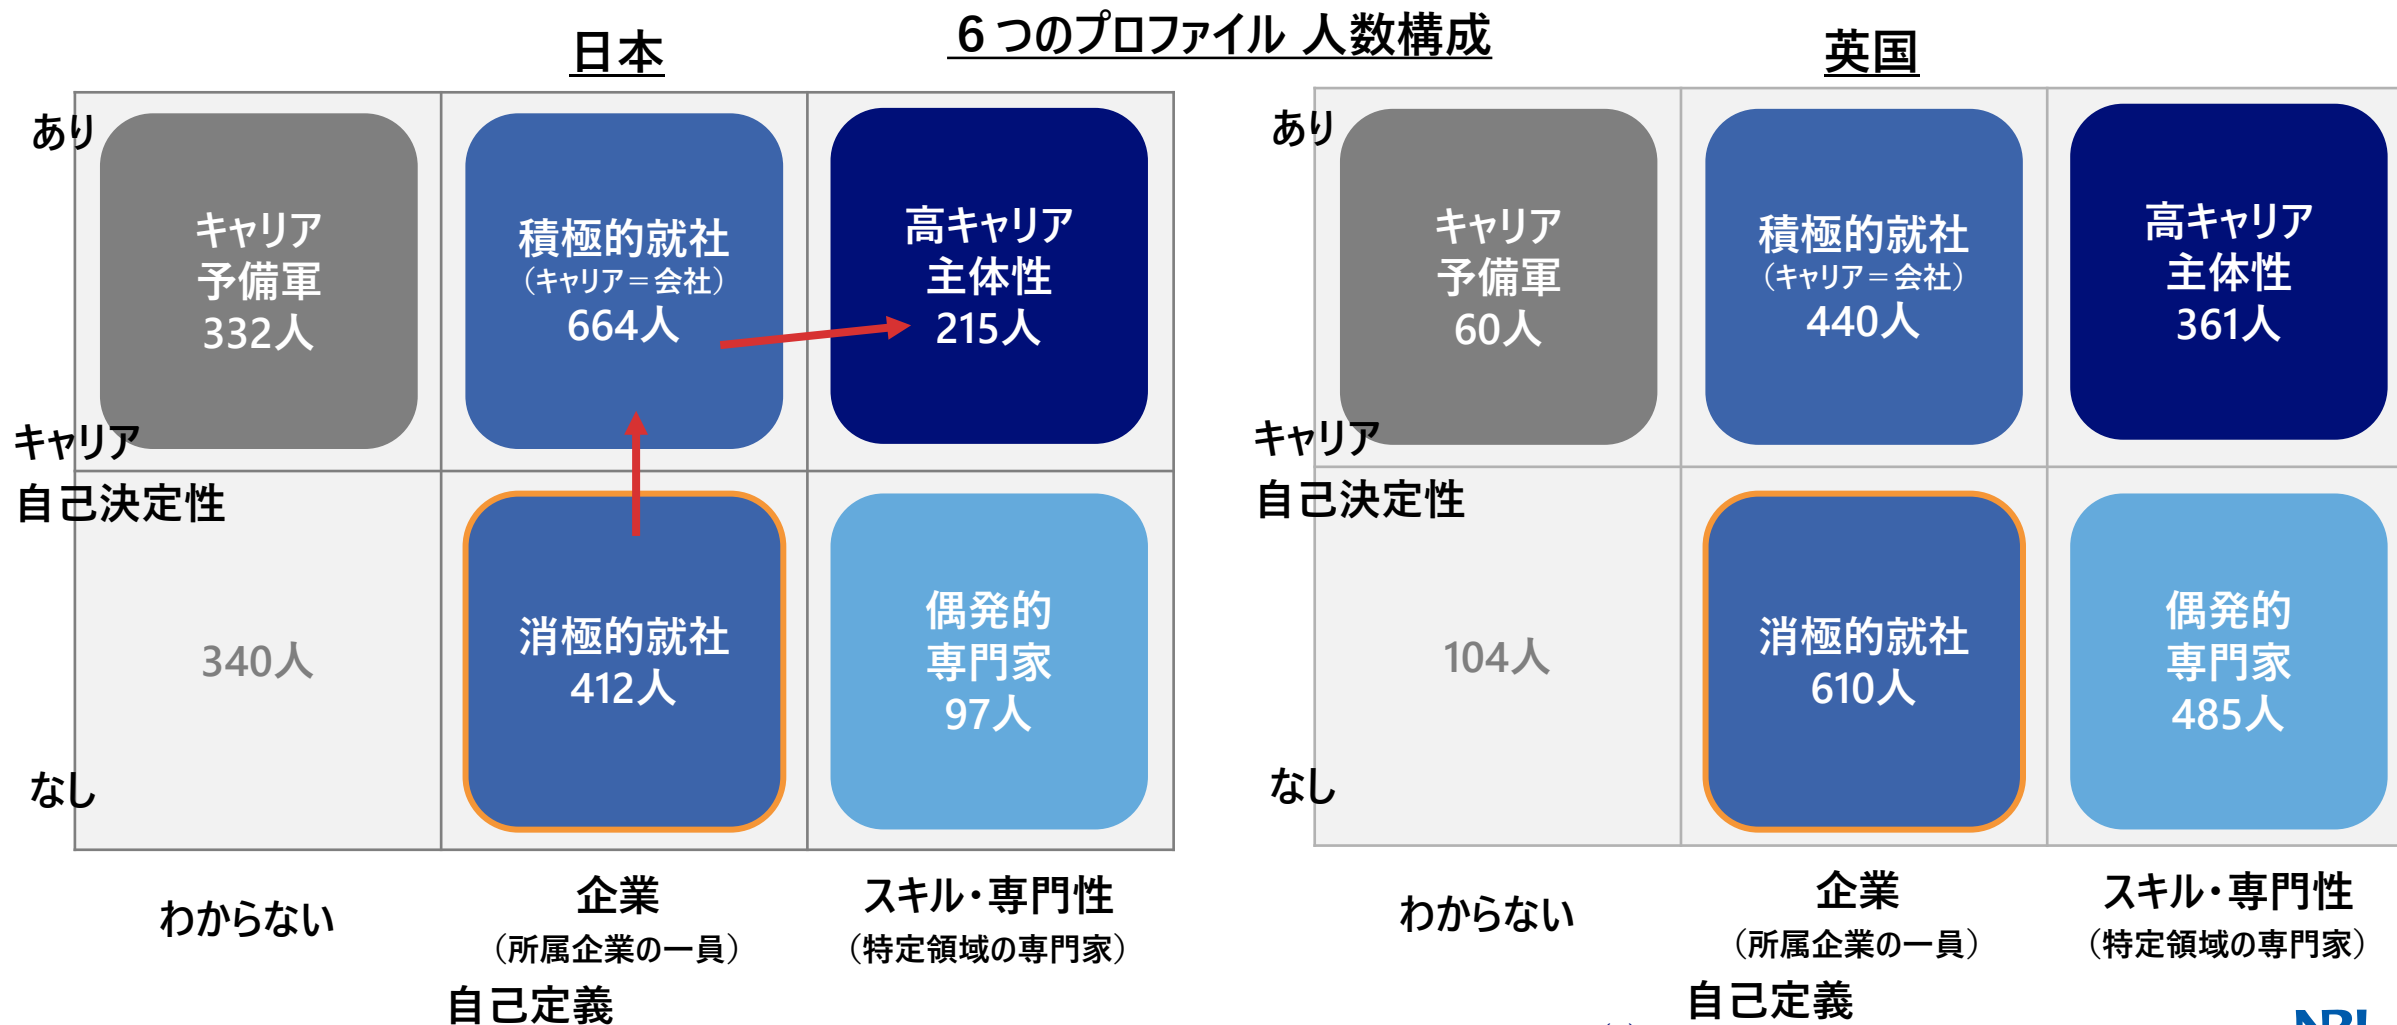 6つのプロファイル 人数構成
日本
あり
キャリア
予備軍
332人
積極的就社
（キャリア＝会社）
664人
高キャリア
主体性
215人
キャリア
自己決定性
340人
消極的就社
412人
偶発的
専門家
97人
なし
わからない
企業
（所属企業の一員）
スキル・専門性
（特定領域の専門家）
自己定義
英国
あり
キャリア
予備軍
60人
積極的就社
（キャリア＝会社）
440人
高キャリア
主体性
361人
キャリア
自己決定性
104人
消極的就社
610人
偶発的
専門家
485人
なし
わからない
企業
（所属企業の一員）
スキル・専門性
（特定領域の専門家）
自己定義
NRI